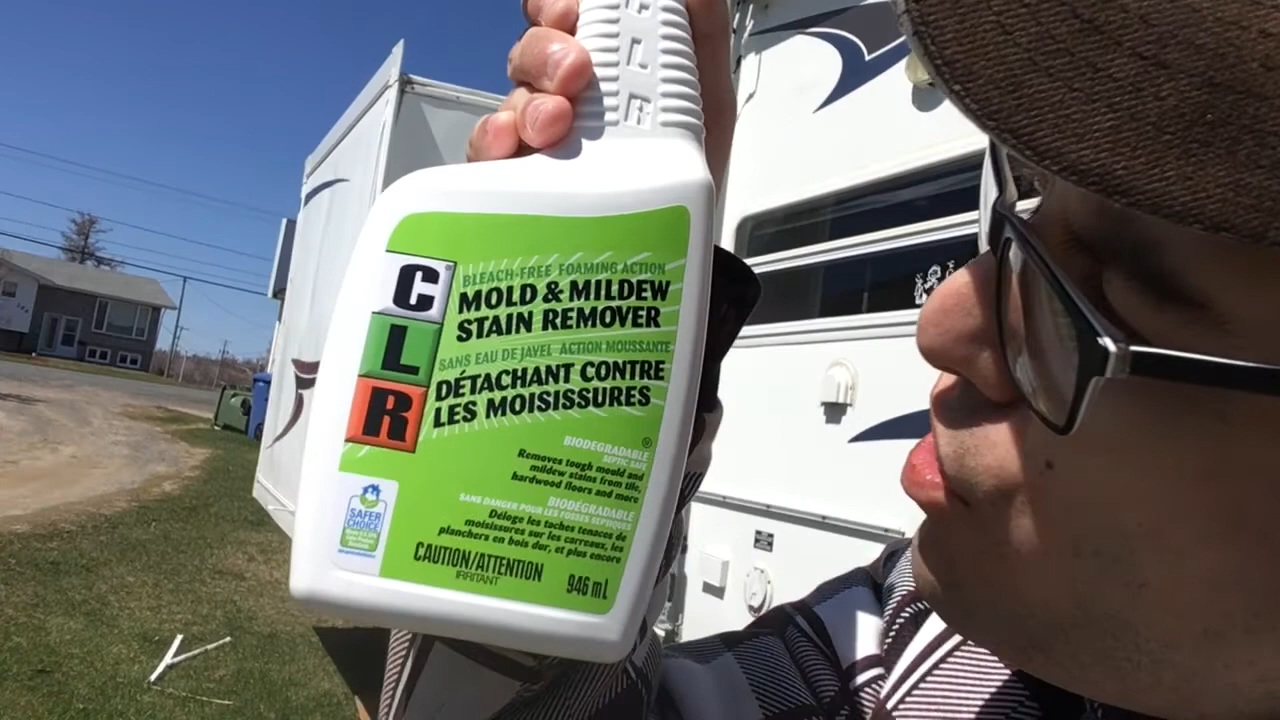 CLR
CLR
BLEACH-FREE FOAMING ACTION
MOLD & MILDEW
STAIN REMOVER
SANS EAU DE JAVEL ACTION MOUSSANTE
DÉTACHANT CONTRE
LES MOISISSURES
BIODEGRADABLE
SEPTIC SAFE
Removes tough mould and
mildew stains from tile,
hardwood floors and more
BIODÉGRADABLE
SANS DANGER POUR LES FOSSES SEPTIQUES
Déloge les taches tenaces de
moisissures sur les carreaux, les
planchers en bois dur, et plus encore
SAFER
CHOICE
CAUTION/ATTENTION
IRRITANT
946 mL